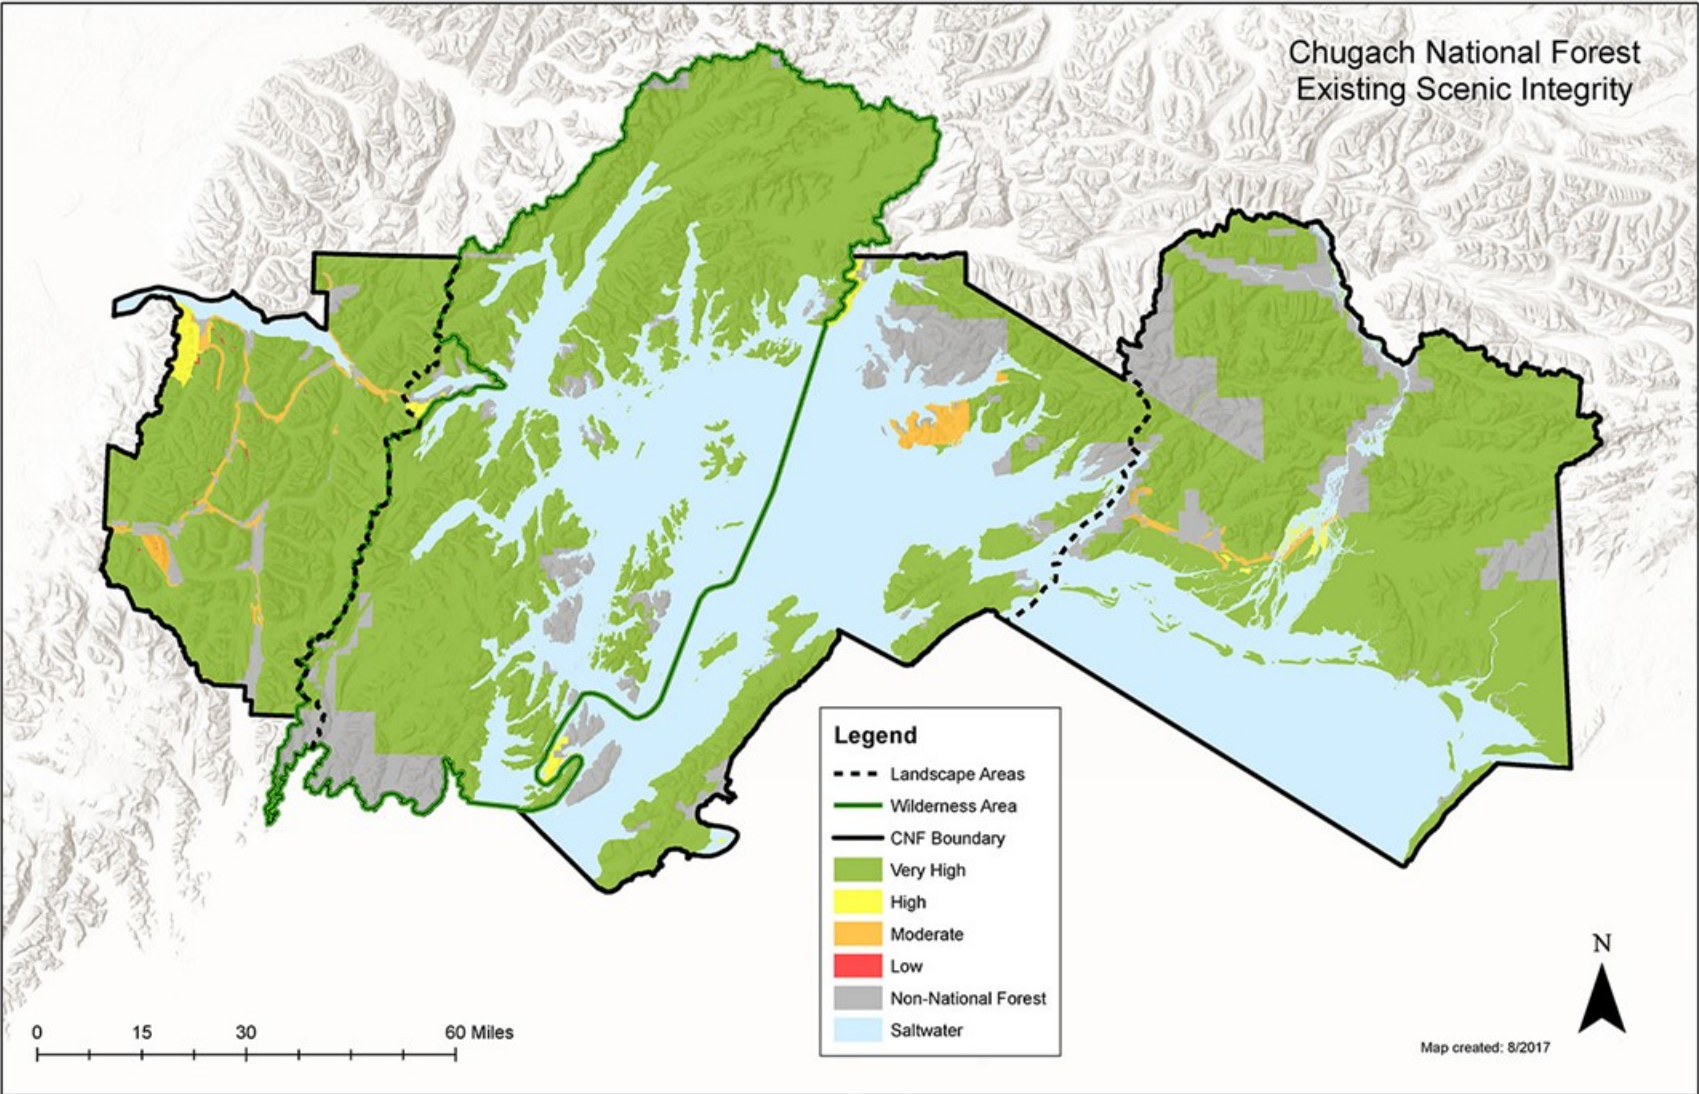 Chugach National Forest
Existing Scenic Integrity
Legend
Landscape Areas
Wilderness Area
CNF Boundary
Very High
High
Moderate
Low
Non-National Forest
Saltwater
N
0 15 30 60 Miles
Map created: 8/2017